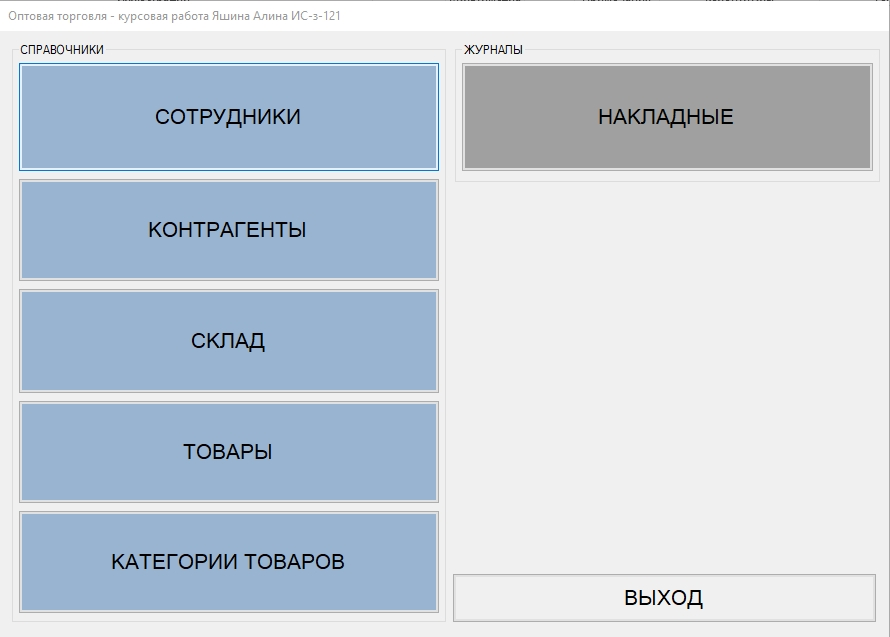 Оптовая торговля - курсовая работа Яшина Алина ИС-з-121
СПРАВОЧНИКИ
СОТРУДНИКИ
КОНТРАГЕНТЫ
СКЛАД
ТОВАРЫ
КАТЕГОРИИ ТОВАРОВ
ЖУРНАЛЫ
НАКЛАДНЫЕ
ВЫХОД